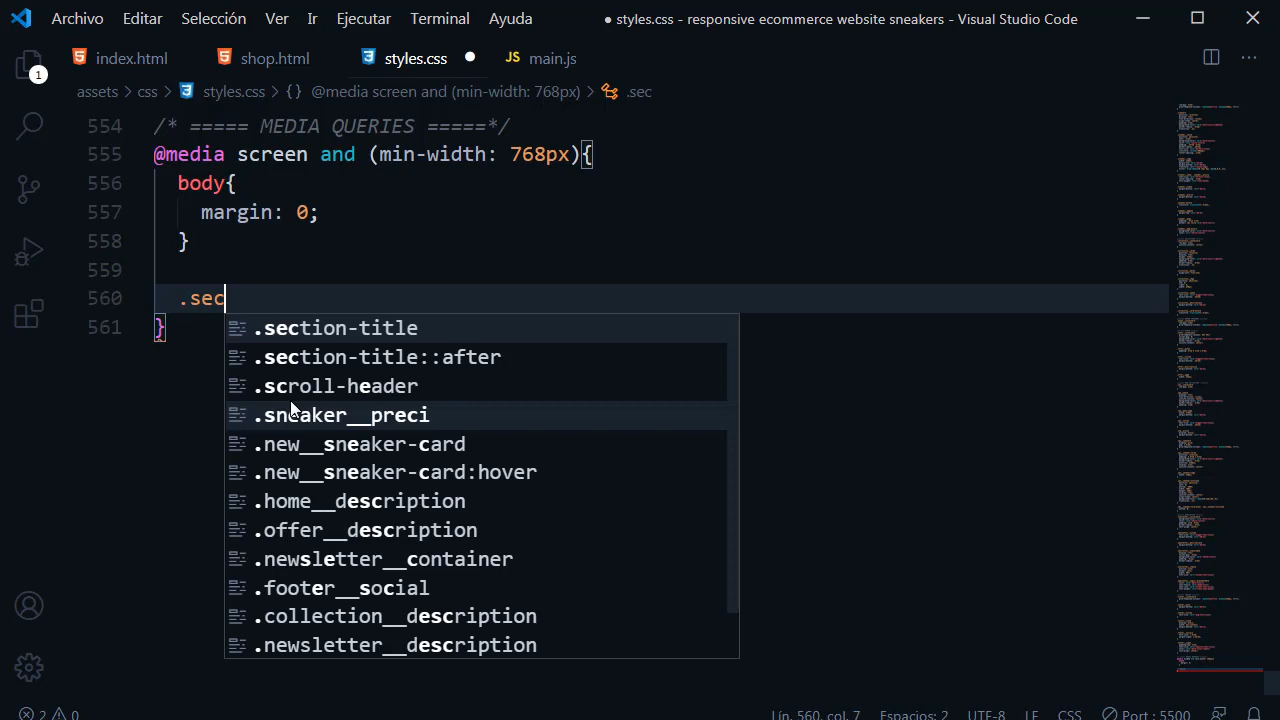 Archivo Editar Selección Ver Ir Ejecutar Terminal Ayuda ● styles.css - responsive ecommerce website sneakers - Visual Studio Code
index.html shop.html styles.css ● JS main.js
1
assets > css > styles.css > {} @media screen and (min-width: 768px) > .sec
554 /* ===== MEDIA QUERIES =====*/
555 @media screen and (min-width: 768px){
556 body{
557 margin: 0;
558 }
559
560 .sec
561 }
.section-title
.section-title::after
.scroll-header
.sneaker__preci
.new__sneaker-card
.new__sneaker-card:hover
.home__description
.offer__description
.newsletter__container
.footer__social
.collection__description
.newsletter__description
2 0 Lín. 560, col. 7 Espacios: 2 UTF-8 LF CSS Port : 5500